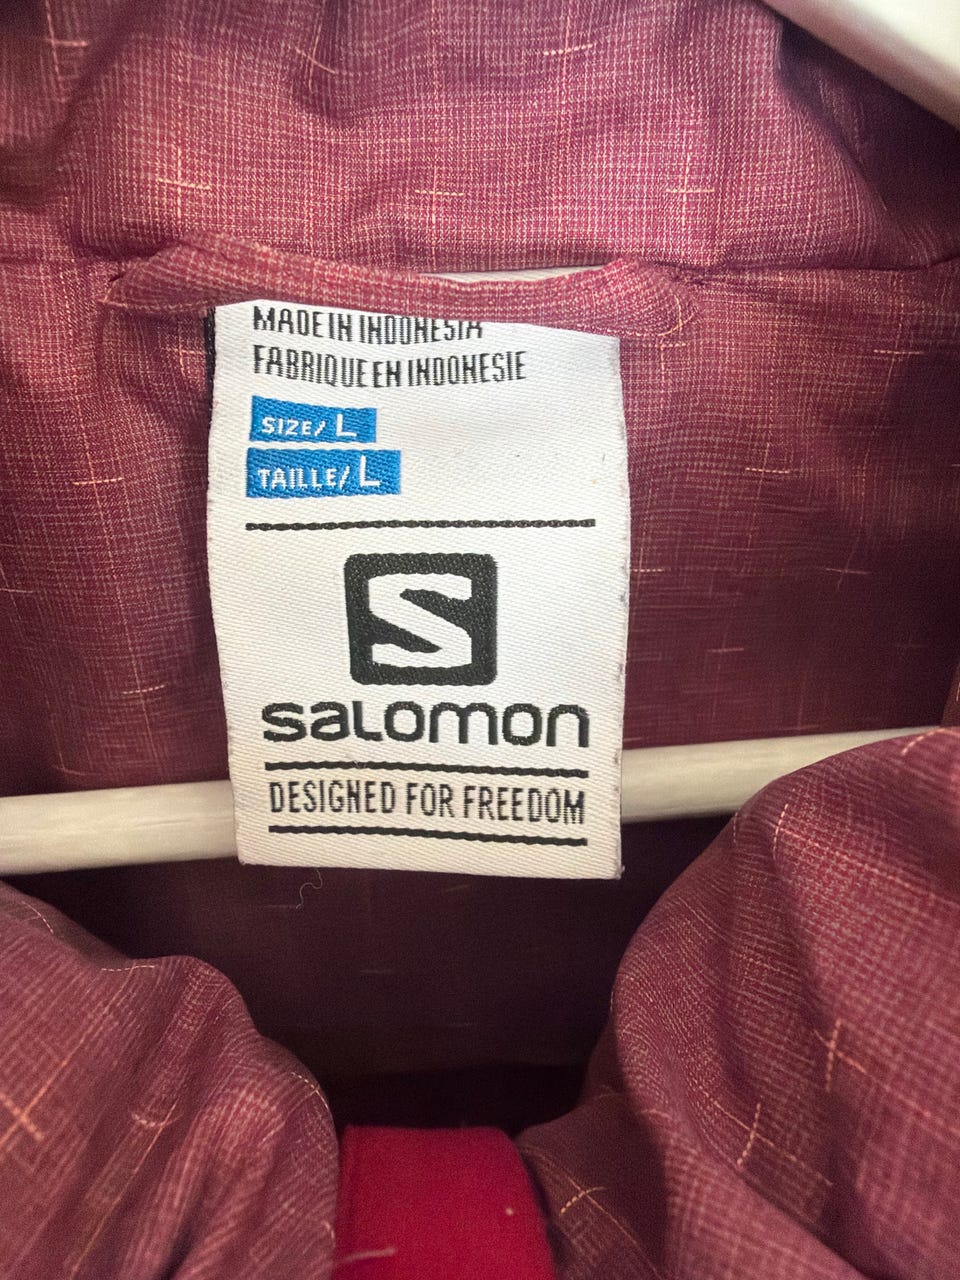 MADE IN INDONESIA
FABRIQUE EN INDONESIE
SIZE/ L
TAILLE/ L
S
salomon
DESIGNED FOR FREEDOM